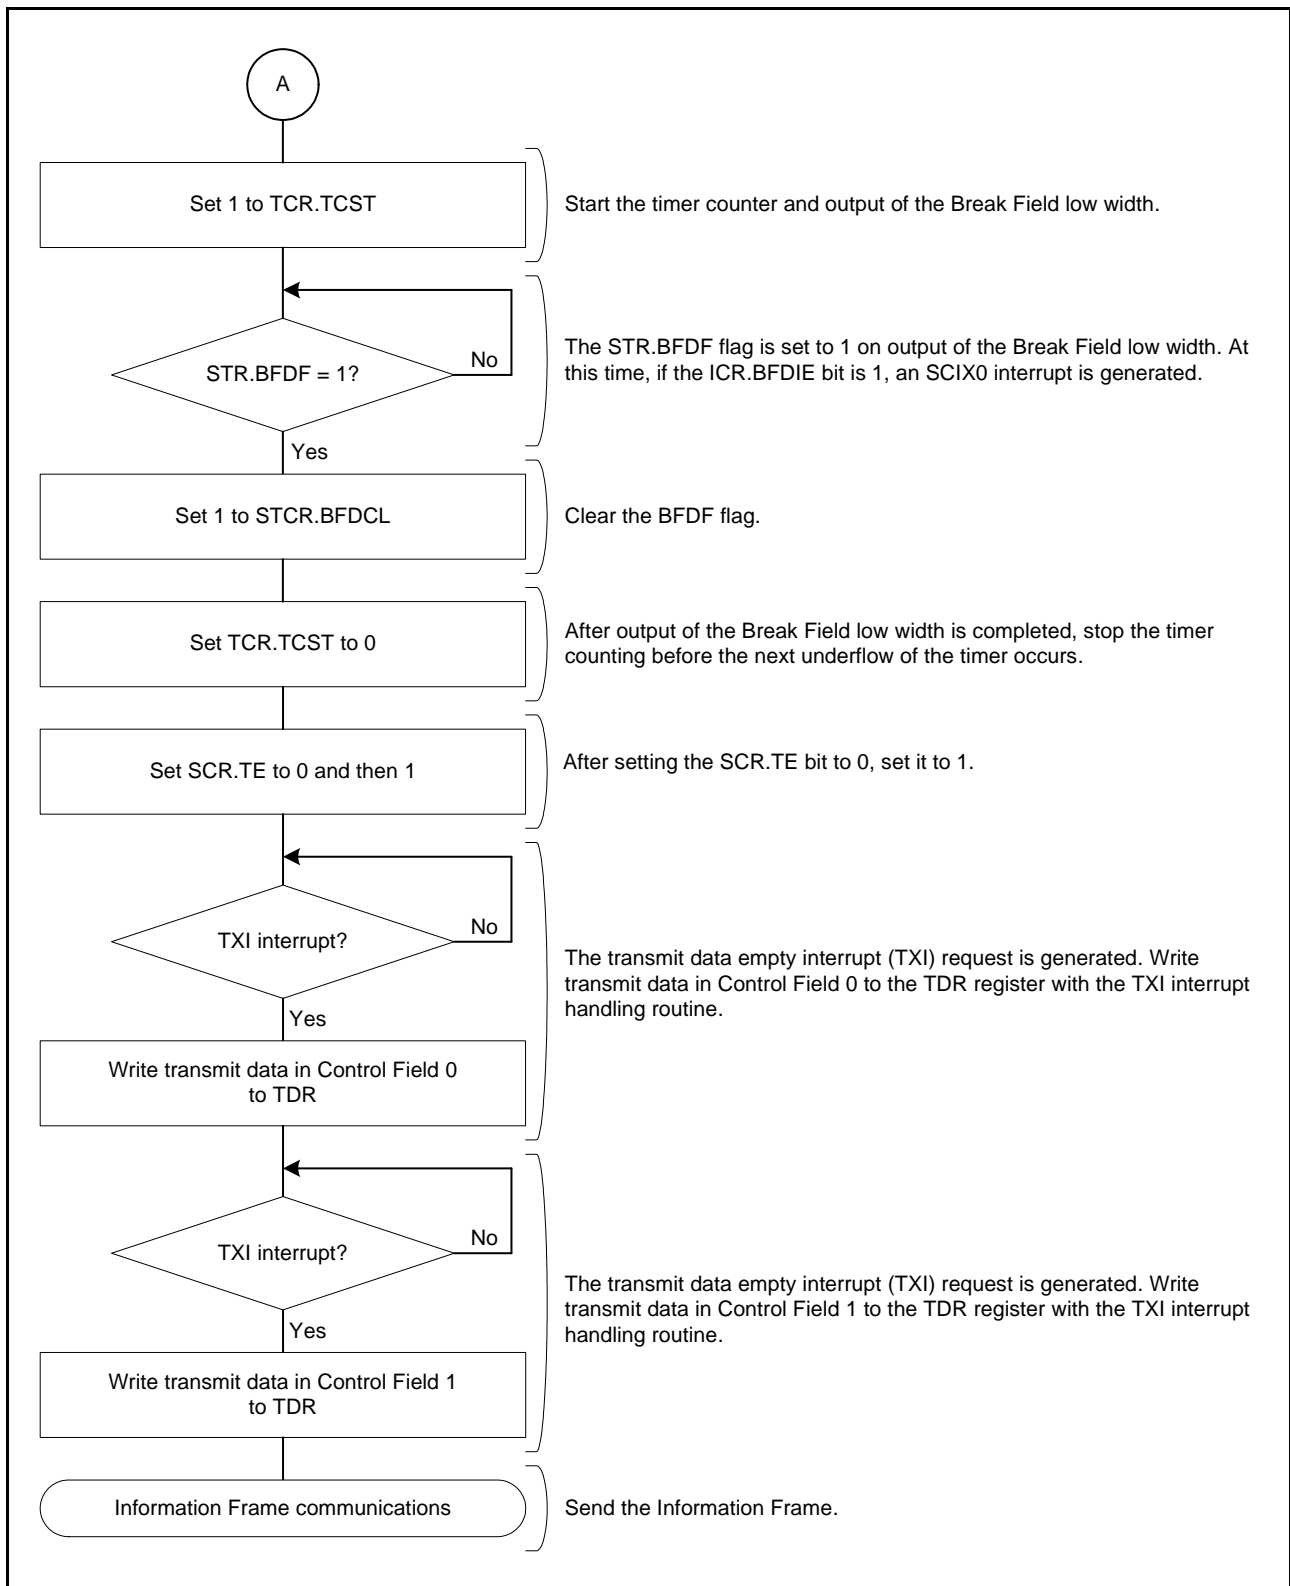 A
Set 1 to TCR.TCST
Start the timer counter and output of the Break Field low width.
STR.BFDF = 1?
No
The STR.BFDF flag is set to 1 on output of the Break Field low width. At
this time, if the ICR.BFDIE bit is 1, an SCIX0 interrupt is generated.
Yes
Set 1 to STCR.BFDCL
Clear the BFDF flag.
Set TCR.TCST to 0
After output of the Break Field low width is completed, stop the timer
counting before the next underflow of the timer occurs.
Set SCR.TE to 0 and then 1
After setting the SCR.TE bit to 0, set it to 1.
TXI interrupt?
No
The transmit data empty interrupt (TXI) request is generated. Write
transmit data in Control Field 0 to the TDR register with the TXI interrupt
handling routine.
Yes
Write transmit data in Control Field 0
to TDR
TXI interrupt?
No
The transmit data empty interrupt (TXI) request is generated. Write
transmit data in Control Field 1 to the TDR register with the TXI interrupt
handling routine.
Yes
Write transmit data in Control Field 1
to TDR
Information Frame communications
Send the Information Frame.